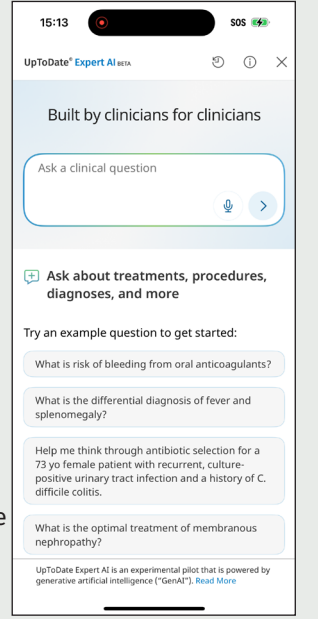 15:13
SOS
UpToDate® Expert AI BETA
Built by clinicians for clinicians
Ask a clinical question
Ask about treatments, procedures,
diagnoses, and more
Try an example question to get started:
What is risk of bleeding from oral anticoagulants?
What is the differential diagnosis of fever and
splenomegaly?
Help me think through antibiotic selection for a
73 yo female patient with recurrent, culture-
positive urinary tract infection and a history of C.
difficile colitis.
e
What is the optimal treatment of membranous
nephropathy?
UpToDate Expert AI is an experimental pilot that is powered by
generative artificial intelligence ("GenAI"). Read More